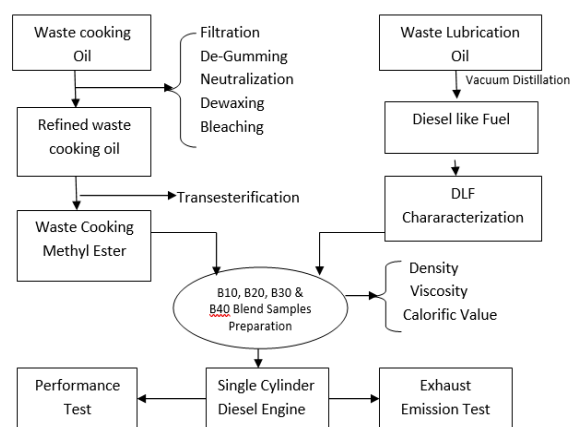 Waste cooking
Oil
Filtration
De-Gumming
Neutralization
Dewaxing
Bleaching
Waste Lubrication
Oil
Vacuum Distillation
Refined waste
cooking oil
Diesel like Fuel
Transesterification
DLF
Chararacterization
Waste Cooking
Methyl Ester
B10, B20, B30 &
B40 Blend Samples
Preparation
Density
Viscosity
Calorific Value
Performance
Test
Single Cylinder
Diesel Engine
Exhaust
Emission Test